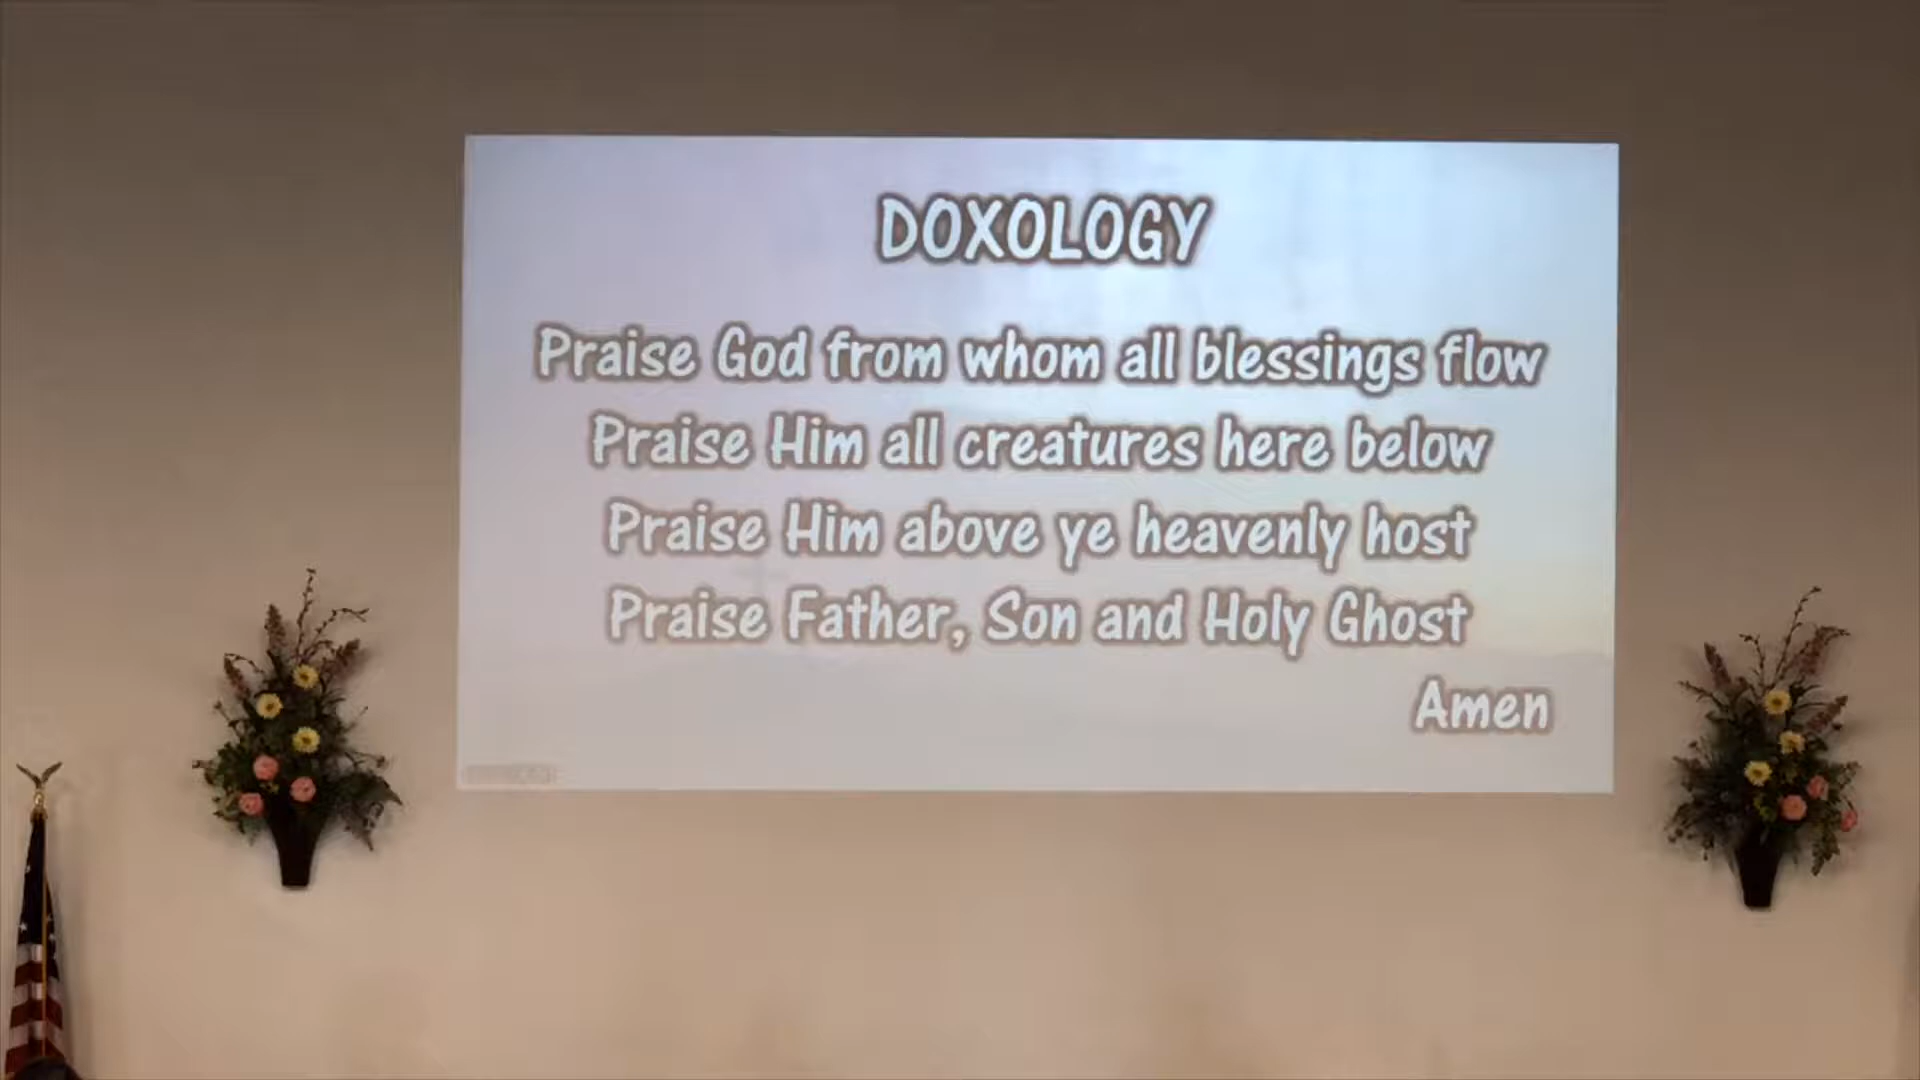 DOXOLOGY
Praise God from whom all blessings flow
Praise Him all creatures here below
Praise Him above ye heavenly host
Praise Father, Son and Holy Ghost
Amen